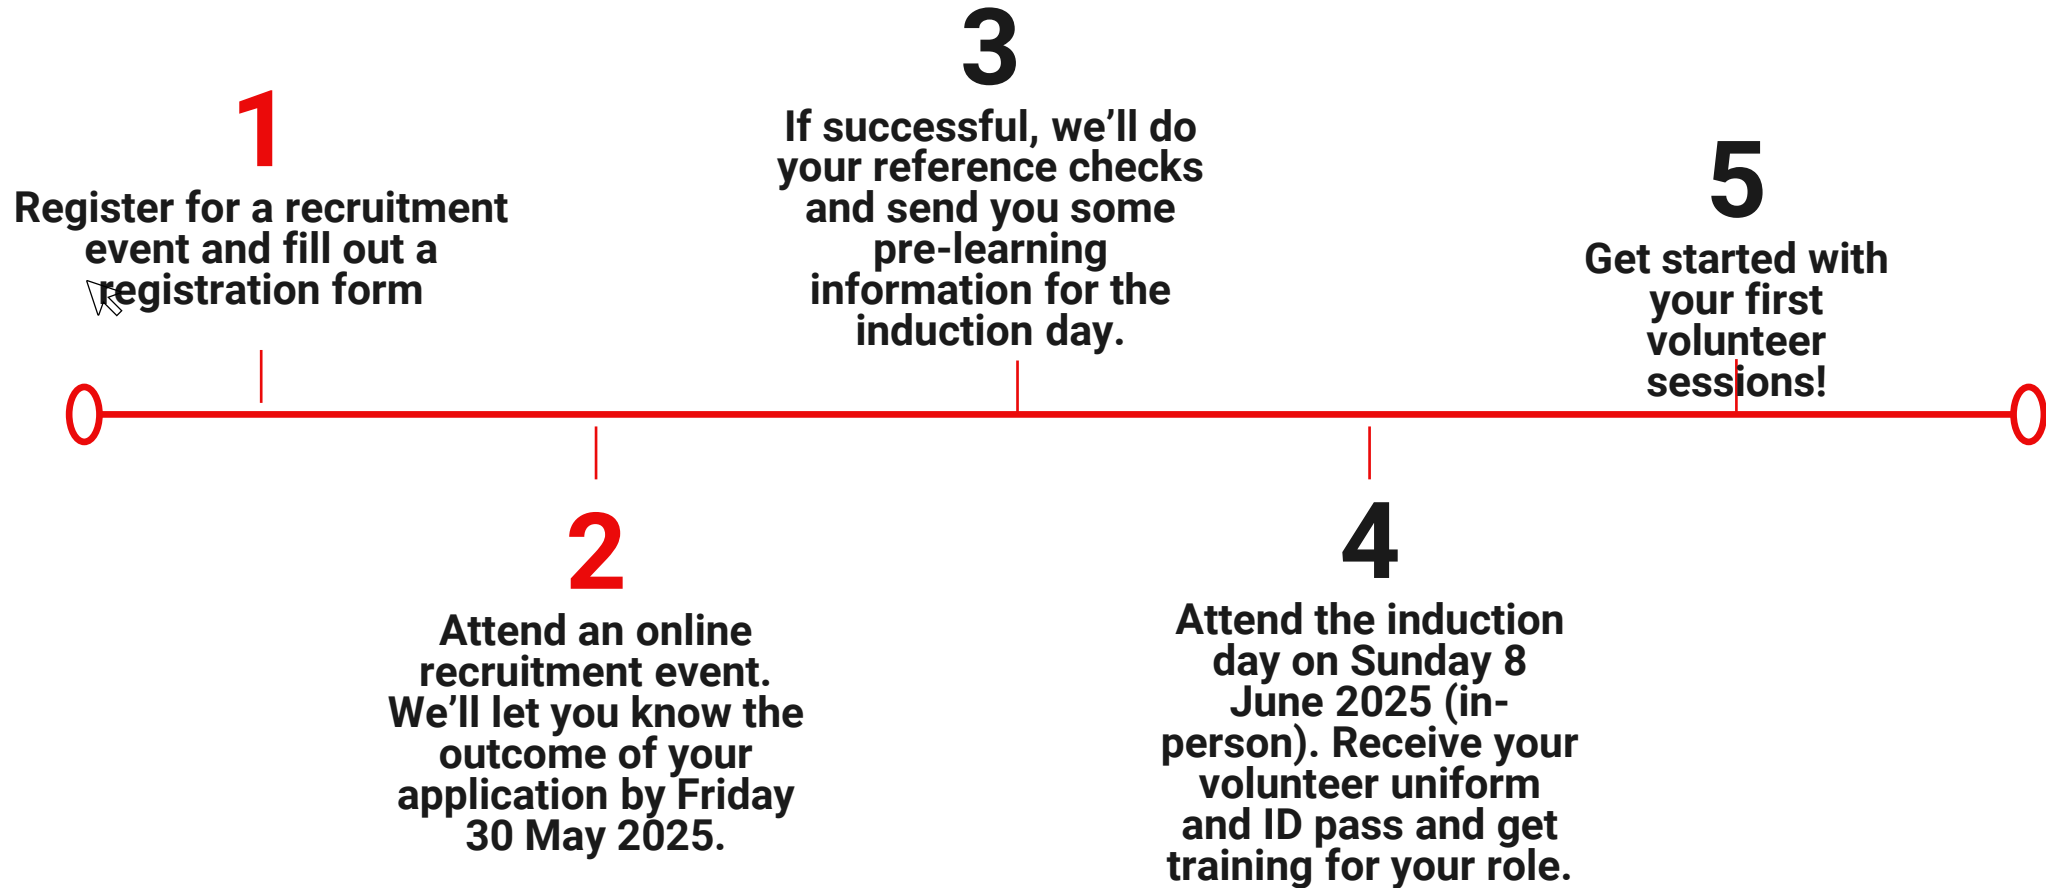 1
Register for a recruitment
event and fill out a
registration form
2
Attend an online
recruitment event.
We’ll let you know the
outcome of your
application by Friday
30 May 2025.
3
If successful, we’ll do
your reference checks
and send you some
pre-learning
information for the
induction day.
4
Attend the induction
day on Sunday 8
June 2025 (in-
person). Receive your
volunteer uniform
and ID pass and get
training for your role.
5
Get started with
your first
volunteer
sessions!